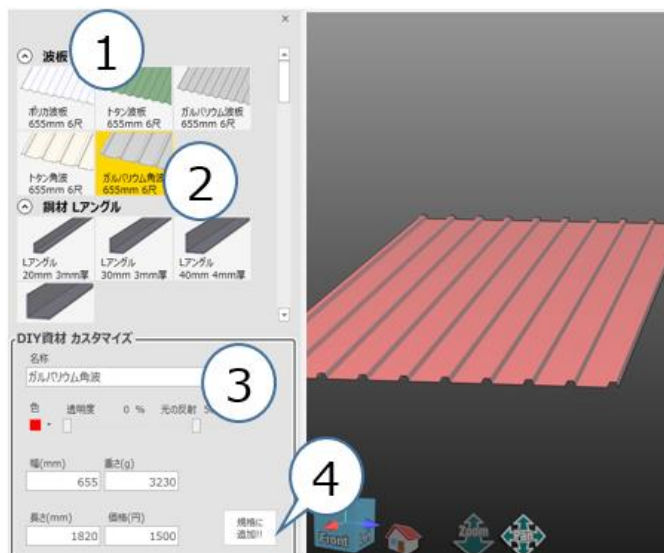 ×
1
波板
ポリカ波板
655mm 6尺
トタン波板
655mm 6尺
ガルバリウム波板
655mm 6尺
トタン角波
655mm 6尺
ガルバリウム角波
655mm 6尺
2
鋼材 Lアングル
Lアングル
20mm 3mm厚
Lアングル
30mm 3mm厚
Lアングル
40mm 4mm厚
DIY資材 カスタマイズ
名称
ガルバリウム角波
3
色 透明度 0 % 光の反射
幅(mm) 重さ(g)
655 3230
4
長さ(mm) 価格(円)
1820 1500
規格に
追加!!
Front
Zoom
Pan